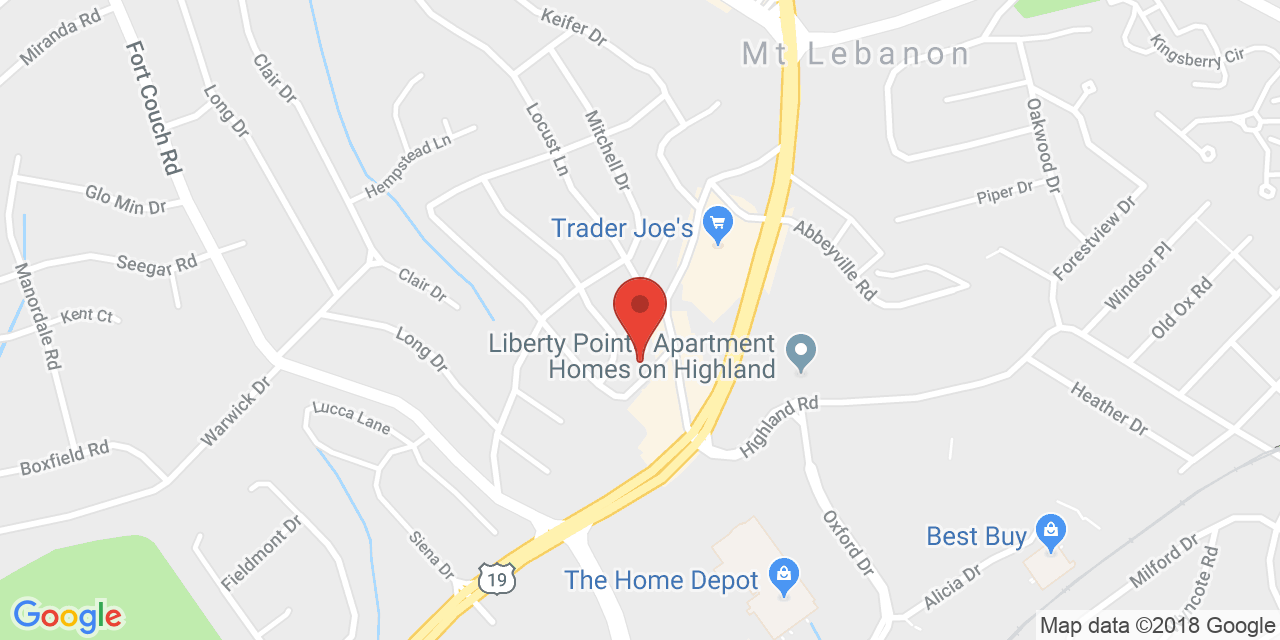 Miranda Rd
Keifer Dr
Mt Lebanon
Kingsberry Cir
Fort Couch Rd
Clair Dr
Long Dr
Locust Ln
Mitchell Dr
Oakwood Dr
Hempstead Ln
Glo Min Dr
Piper Dr
Trader Joe's
Abbeyville Rd
Forestview Dr
Seegar Rd
Clair Dr
Windsor Pl
Old Ox Rd
Manordale Rd
Kent Ct
Long Dr
Liberty Point
Apartment
Homes on Highland
Warwick Dr
Lucca Lane
Highland Rd
Heather Dr
Boxfield Rd
Siena Dr
Fieldmont Dr
Oxford Dr
Best Buy
19
The Home Depot
Alicia Dr
Milford Dr
ncote Rd
Google
Map data ©2018 Google